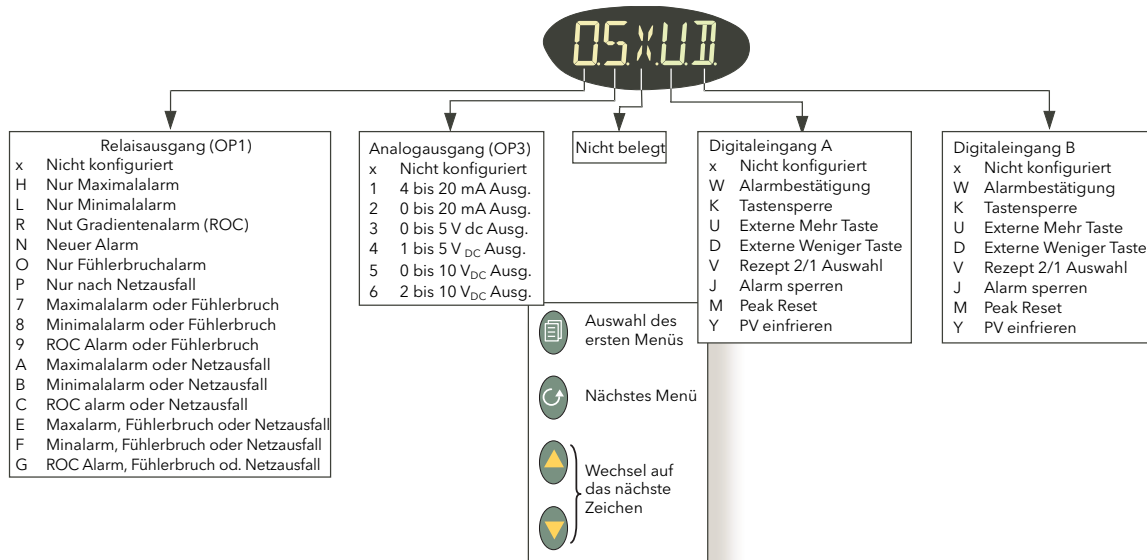 O.S.X.U.D.
Relaisausgang (OP1)
x Nicht konfiguriert
H Nur Maximalalarm
L Nur Minimalalarm
R Nut Gradientenalarm (ROC)
N Neuer Alarm
O Nur Fühlerbruchalarm
P Nur nach Netzausfall
7 Maximalalarm oder Fühlerbruch
8 Minimalalarm oder Fühlerbruch
9 ROC Alarm oder Fühlerbruch
A Maximalalarm oder Netzausfall
B Minimalalarm oder Netzausfall
C ROC alarm oder Netzausfall
E Maxalarm, Fühlerbruch oder Netzausfall
F Minalarm, Fühlerbruch oder Netzausfall
G ROC Alarm, Fühlerbruch od. Netzausfall
Analogausgang (OP3)
x Nicht konfiguriert
1 4 bis 20 mA Ausg.
2 0 bis 20 mA Ausg.
3 0 bis 5 V dc Ausg.
4 1 bis 5 V DC Ausg.
5 0 bis 10 VDC Ausg.
6 2 bis 10 VDC Ausg.
Nicht belegt
Digitaleingang A
x Nicht konfiguriert
W Alarmbestätigung
K Tastensperre
U Externe Mehr Taste
D Externe Weniger Taste
V Rezept 2/1 Auswahl
J Alarm sperren
M Peak Reset
Y PV einfrieren
Digitaleingang B
x Nicht konfiguriert
W Alarmbestätigung
K Tastensperre
U Externe Mehr Taste
D Externe Weniger Taste
V Rezept 2/1 Auswahl
J Alarm sperren
M Peak Reset
Y PV einfrieren
Auswahl des
ersten Menüs
Nächstes Menü
Wechsel auf
das nächste
Zeichen